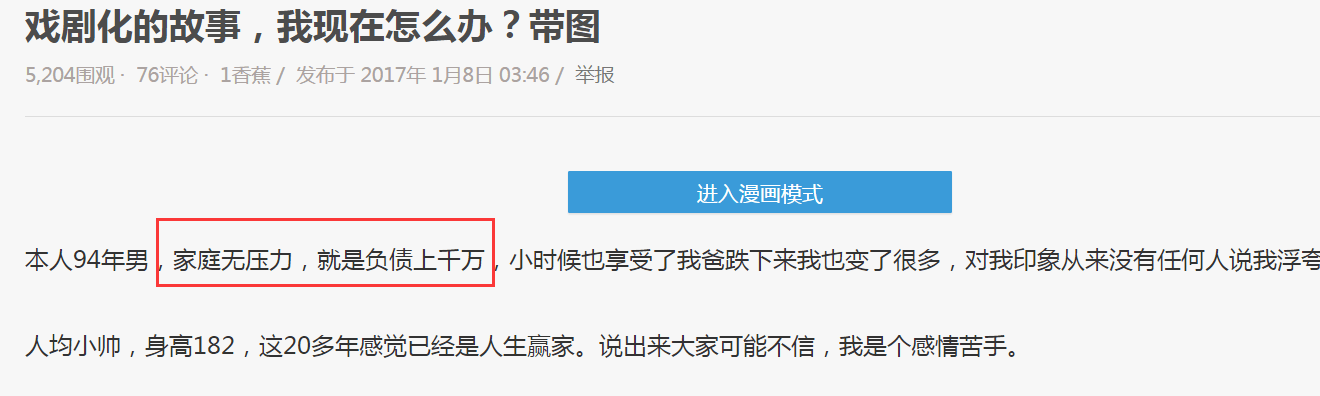 戏剧化的故事，我现在怎么办？带图
5,204围观 · 76评论 · 1香蕉 / 发布于 2017年 1月8日 03:46 / 举报
进入漫画模式
本人94年男，家庭无压力，就是负债上千万，小时候也享受了我爸跌下来我也变了很多，对我印象从来没有任何人说我浮夸
人均小帅，身高182，这20多年感觉已经是人生赢家。说出来大家可能不信，我是个感情苦手。